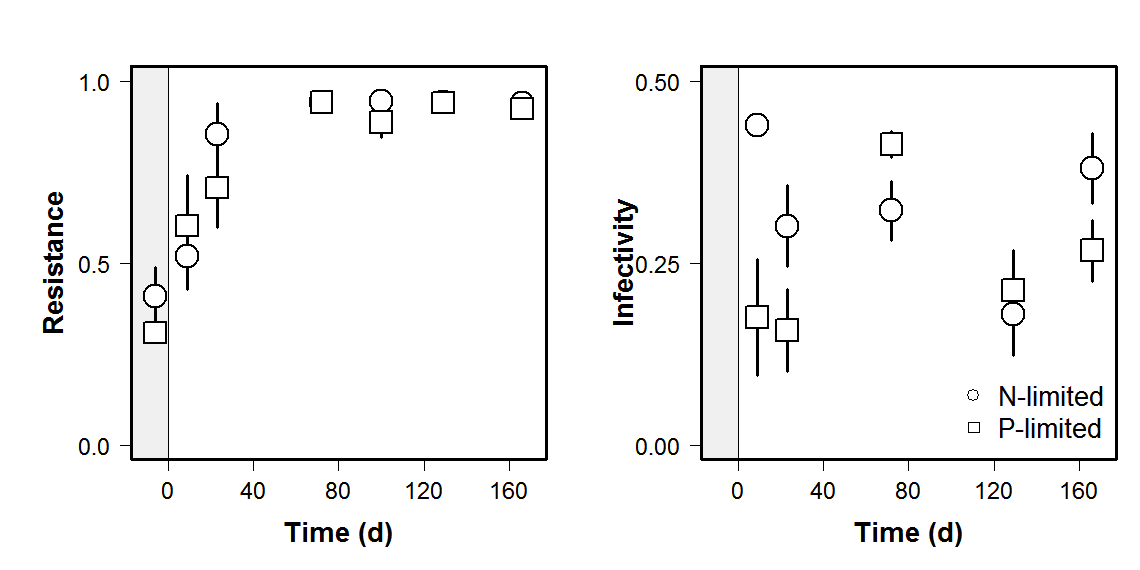 Resistance
1.0
0.5
0.0
0 40 80 120 160
Time (d)
Infectivity
0.50
0.25
0.00
N-limited
P-limited
0 40 80 120 160
Time (d)